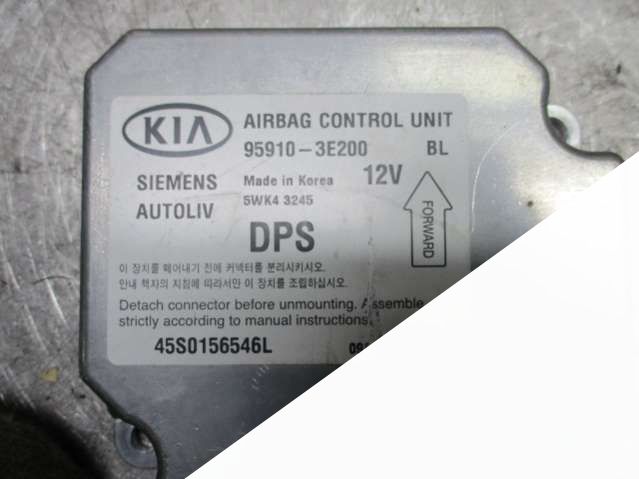 KIA AIRBAG CONTROL UNIT
95910-3E200 BL
SIEMENS Made in Korea 12V
AUTOLIV 5WK4 3245
FORWARD
DPS
이 장치를 떼어내기 전에 커넥터를 분리시키시오.
안내 책자의 지침에 따라서만 이 장치를 조립하십시오.
Detach connector before unmounting. Assemble
strictly according to manual instructions
45S0156546L